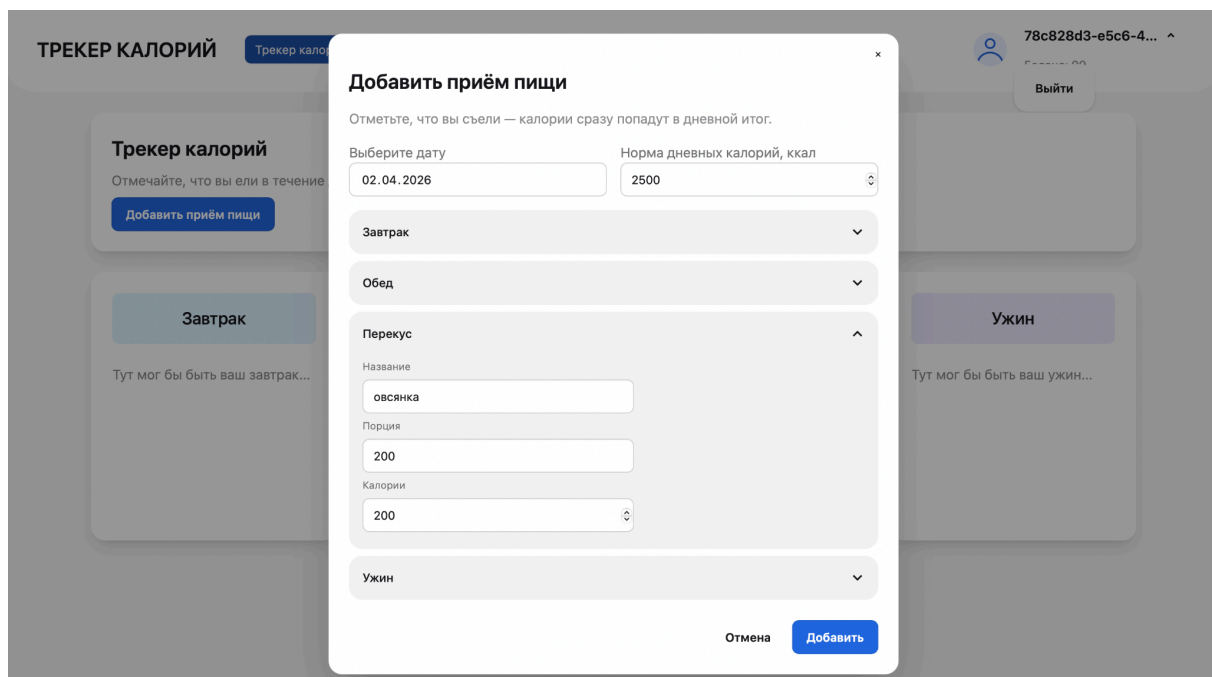 ТРЕКЕР КАЛОРИЙ
Трекер кало
78c828d3-e5c6-4...
Выйти
Трекер калорий
Отмечайте, что вы ели в течение
Добавить приём пищи
Завтрак
Тут мог бы быть ваш завтрак...
Ужин
Тут мог бы быть ваш ужин...
×
Добавить приём пищи
Отметьте, что вы съели — калории сразу попадут в дневной итог.
Выберите дату
Норма дневных калорий, ккал
02.04.2026
2500
Завтрак
Обед
Перекус
Название
овсянка
Порция
200
Калории
200
Ужин
Отмена
Добавить